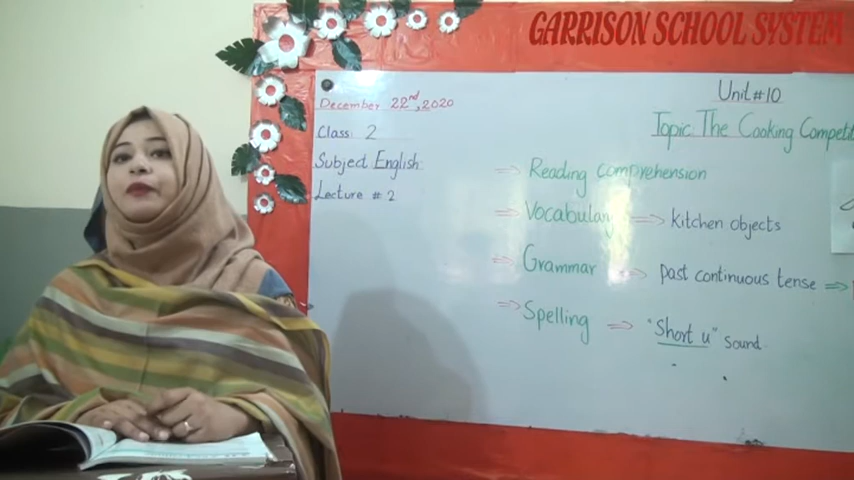 GARRISON SCHOOL SYSTEM
December 22nd, 2020
Class: 2
Subject English
Lecture # 2
Unit #10
Topic: The Cooking Competit
⇒ Reading comprehension
⇒ Vocabulary ⇒ kitchen objects
⇒ Grammar ⇒ past continuous tense ⇒
⇒ Spelling ⇒ "Short u" sound.